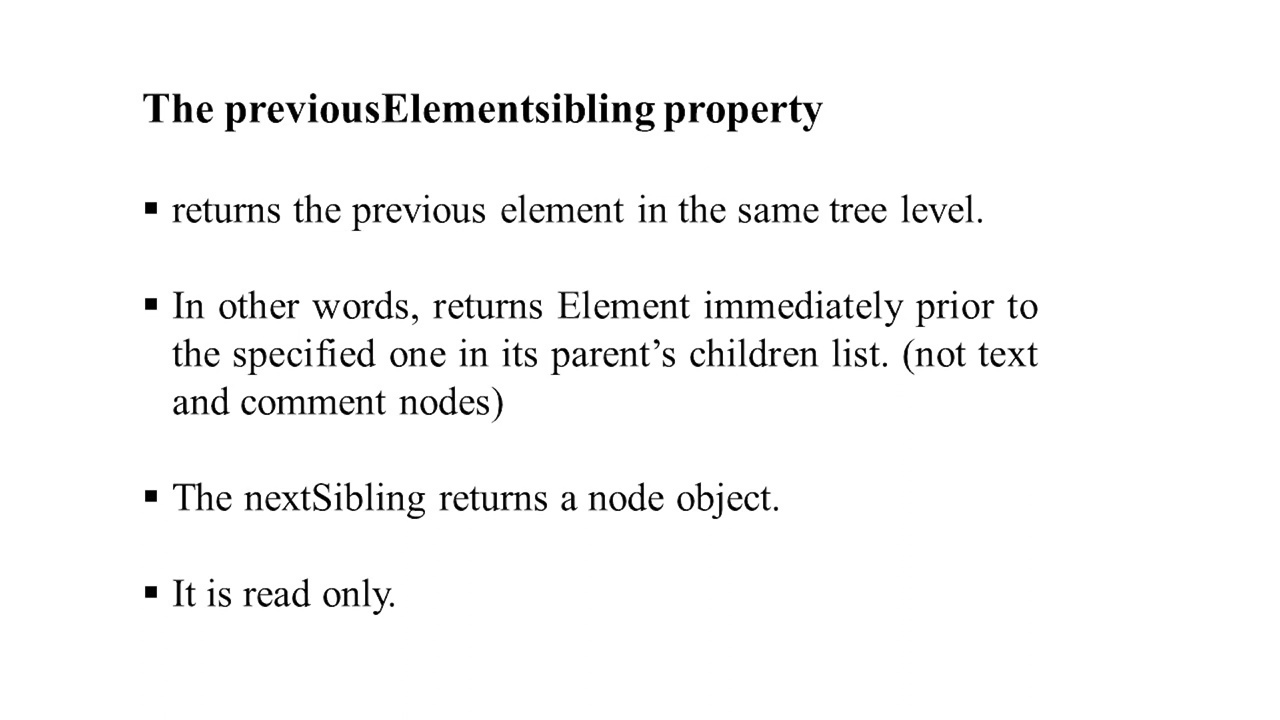 The previousElementsibling property
▪ returns the previous element in the same tree level.
▪ In other words, returns Element immediately prior to
the specified one in its parent’s children list. (not text
and comment nodes)
▪ The nextSibling returns a node object.
▪ It is read only.